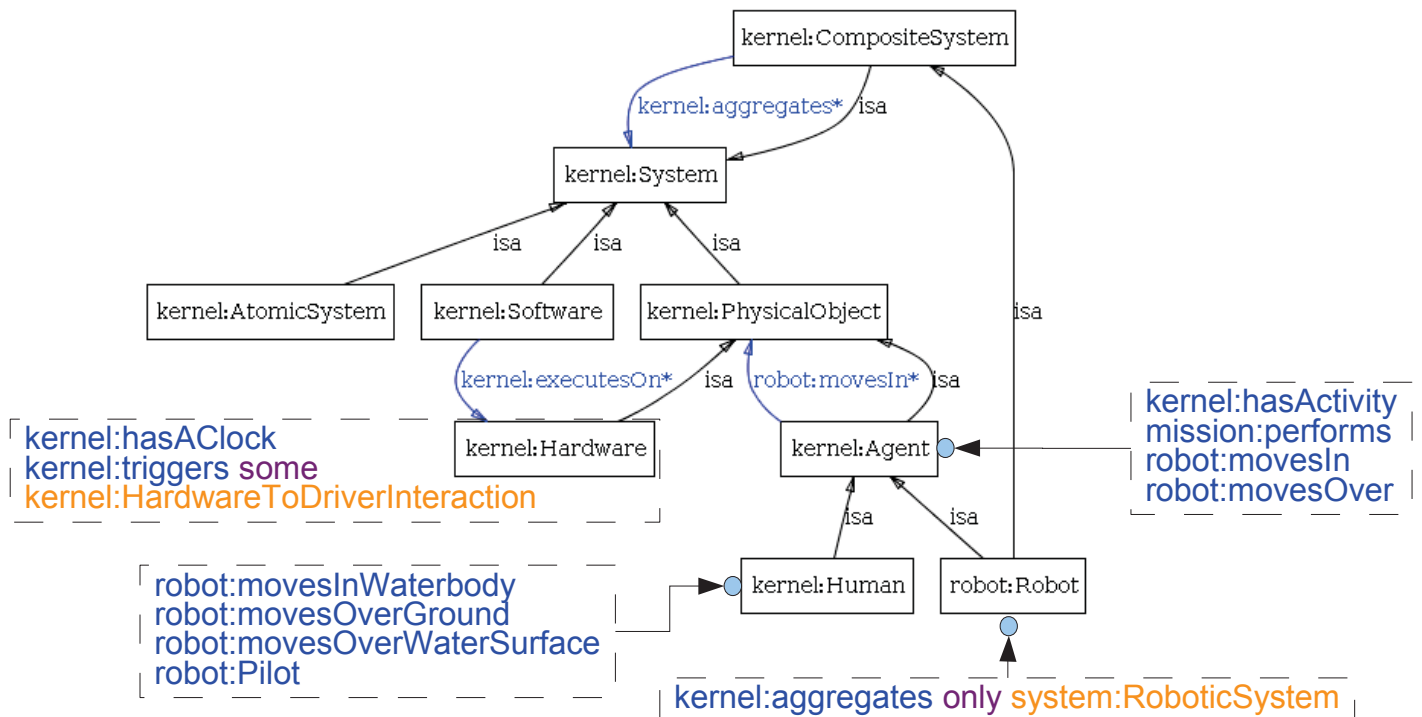 kernel:CompositeSystem
kernel:aggregates*
isa
kernel:System
isa
isa
isa
kernel:AtomicSystem
kernel:Software
kernel:PhysicalObject
isa
kernel:executesOn*
isa
robot:movesIn*
isa
kernel:hasAClock
kernel:triggers some
kernel:HardwareToDriverInteraction
kernel:Hardware
kernel:Agent
kernel:hasActivity
mission:performs
robot:movesIn
robot:movesOver
isa
isa
robot:movesInWaterbody
robot:movesOverGround
robot:movesOverWaterSurface
robot:Pilot
kernel:Human
robot:Robot
kernel:aggregates only system:RoboticSystem